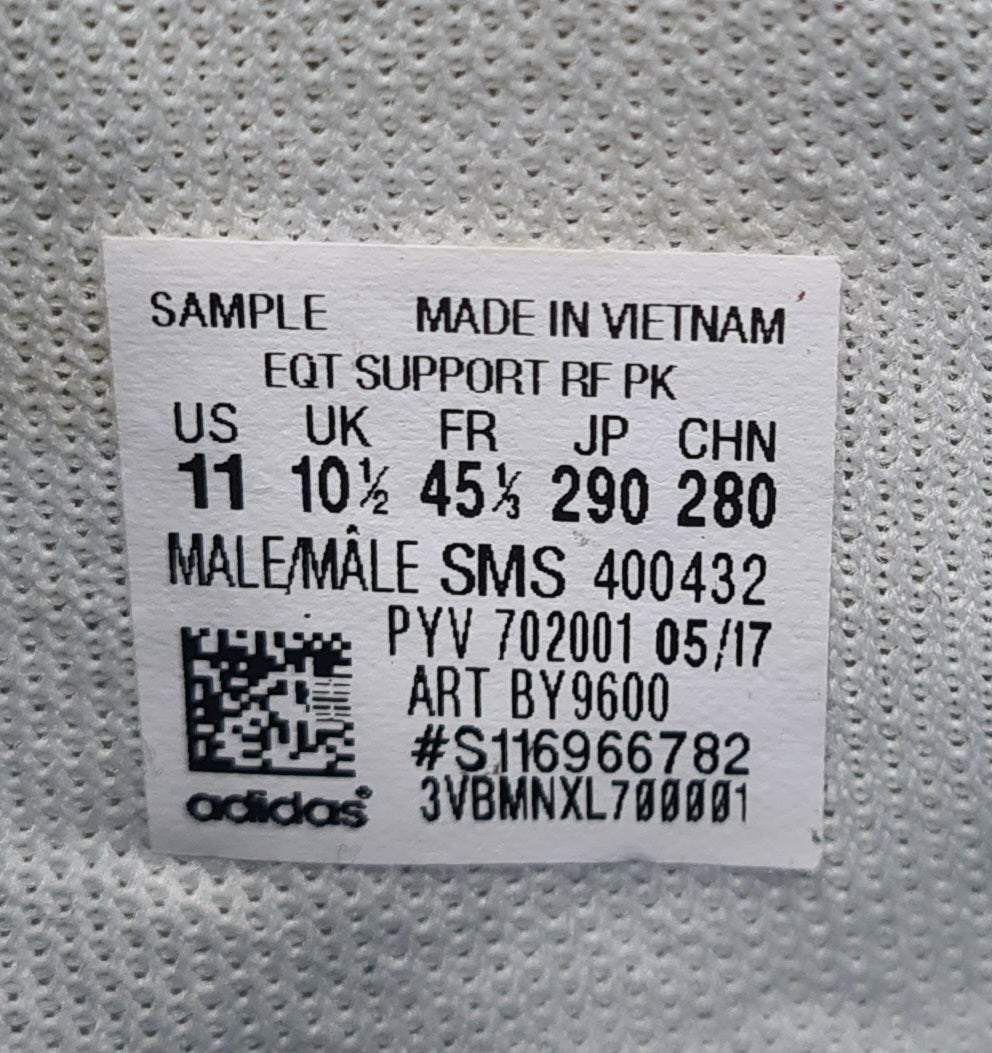 SAMPLE MADE IN VIETNAM
EQT SUPPORT RF PK
US UK FR JP CHN
11 10½ 45⅓ 290 280
MALE/MÂLE SMS 400432
PYV 702001 05/17
ART BY9600
#S116966782
adidas® 3VBMNXL700001